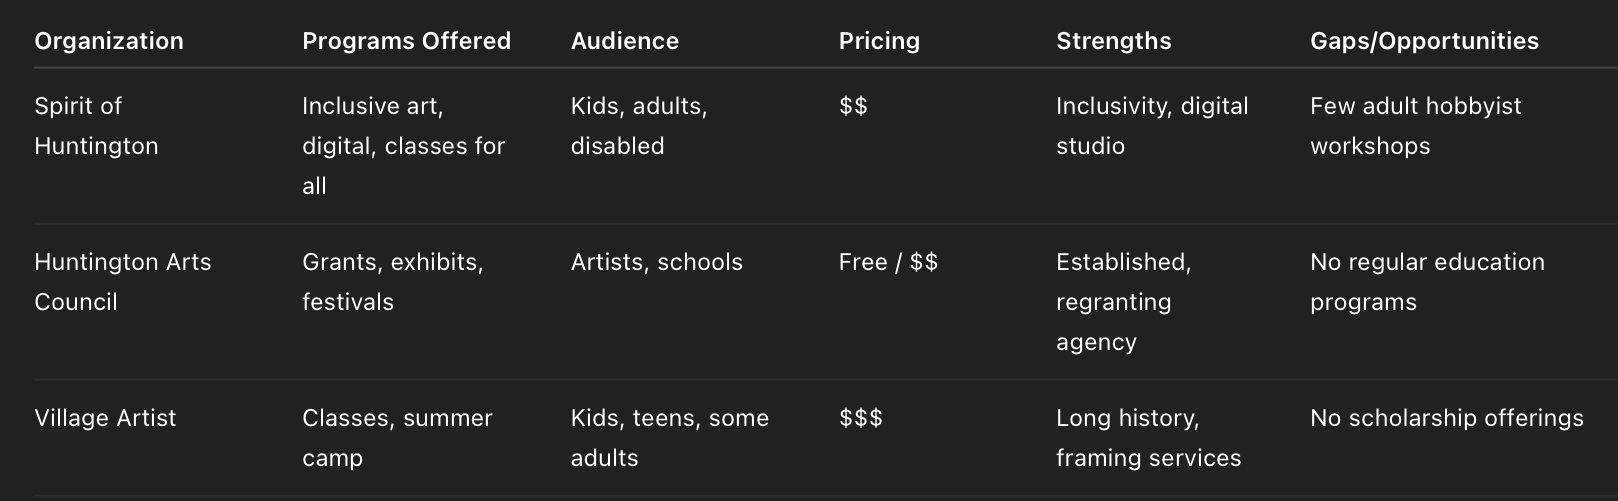 Organization Programs Offered Audience Pricing Strengths Gaps/Opportunities
Spirit of Inclusive art, Kids, adults, $$ Inclusivity, digital Few adult hobbyist
Huntington digital, classes for disabled studio workshops
all
Huntington Arts Grants, exhibits, Artists, schools Free / $$ Established, No regular education
Council festivals regranting programs
agency
Village Artist Classes, summer Kids, teens, some $$$ Long history, No scholarship offerings
camp adults framing services